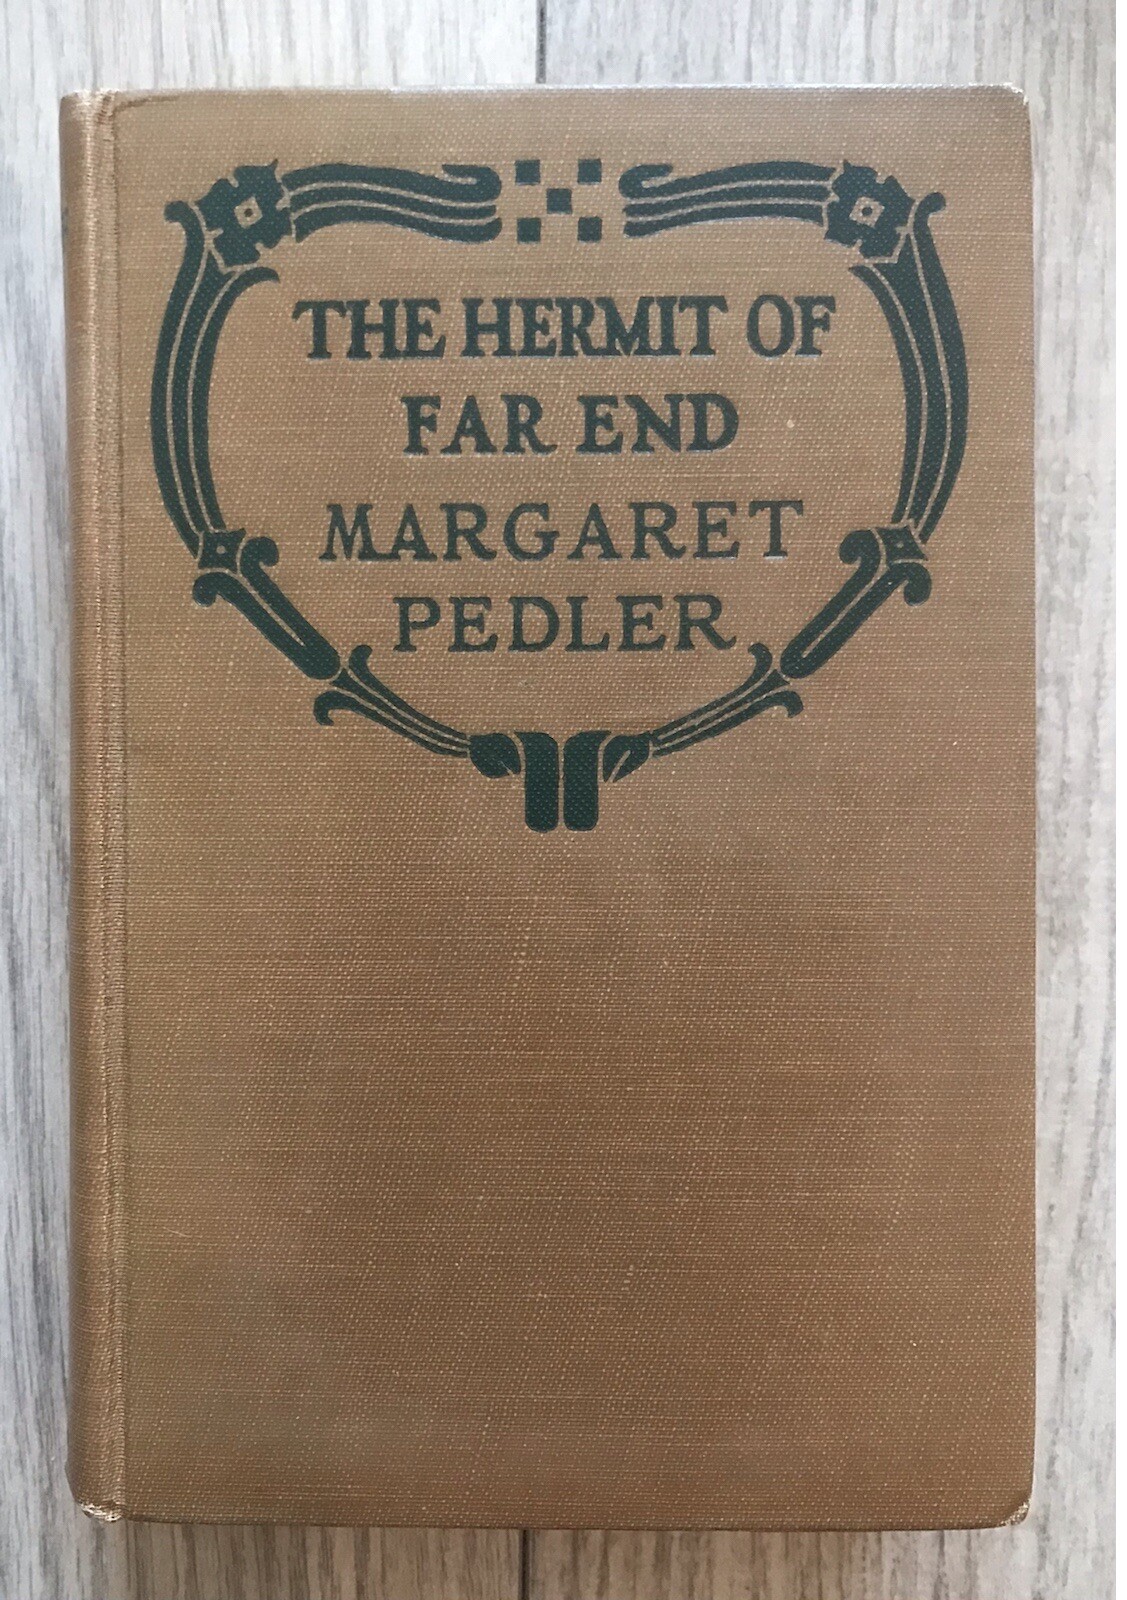 THE HERMIT OF
FAR END
MARGARET
PEDLER